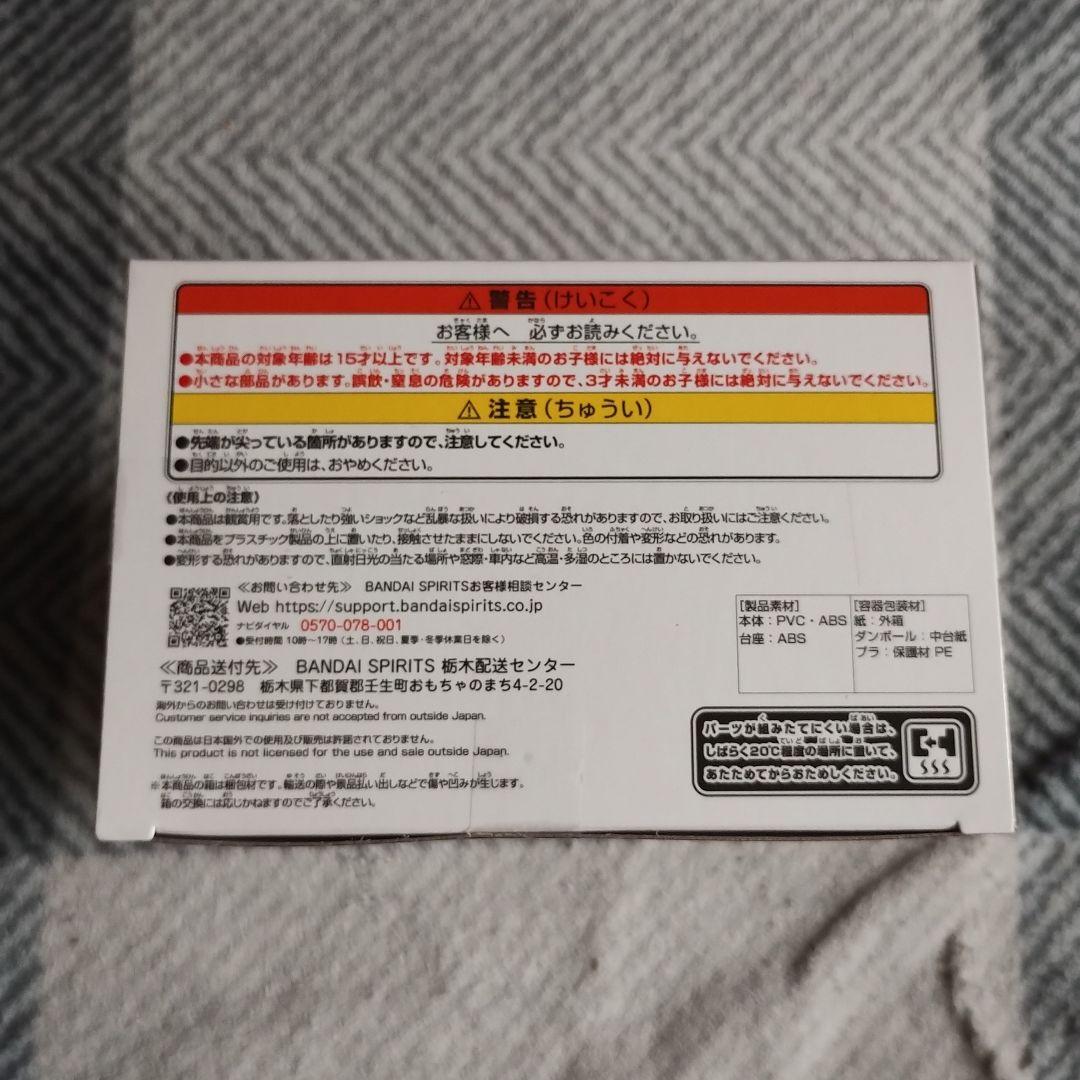 ⚠ 警告(けいこく)
お客様へ 必ずお読みください。
●本商品の対象年齢は15才以上です。対象年齢未満のお子様には絶対に与えないでください。
●小さな部品があります。誤飲・窒息の危険がありますので、3才未満のお子様には絶対に与えないでください。
⚠ 注意(ちゅうい)
●先端が尖っている箇所がありますので、注意してください。
●目的以外のご使用は、おやめください。
《使用上の注意》
●本商品は観賞用です。落としたり強いショックなど乱暴な扱いにより破損する恐れがありますので、お取り扱いにはご注意ください。
●本商品をプラスチック製品の上に置いたり、接触させたままにしないでください。色の付着や変形などの恐れがあります。
●変形する恐れがありますので、直射日光の当たる場所や窓際・車内など高温・多湿のところには置かないでください。
≪お問い合わせ先≫ BANDAI SPIRITSお客様相談センター
Web https://support.bandaispirits.co.jp
ナビダイヤル 0570-078-001
●受付時間 10時〜17時(土、日、祝日、夏季・冬季休業日を除く)
≪商品送付先≫ BANDAI SPIRITS 栃木配送センター
〒321-0298 栃木県下都賀郡壬生町おもちゃのまち4-2-20
海外からのお問い合わせは受け付けておりません。
Customer service inquiries are not accepted from outside Japan.
この商品は日本国外での使用及び販売は許諾されておりません。
This product is not licensed for the use and sale outside Japan.
※本商品の箱は梱包材です。輸送の際や景品払い出しなどで傷や凹みが生じます。
箱の交換には応じかねますのでご了承ください。
[製品素材]
本体:PVC・ABS
台座:ABS
[容器包装材]
紙:外箱
ダンボール:中台紙
プラ:保護材 PE
パーツが組みたてにくい場合は、
しばらく20℃程度の場所に置いて、
あたためてからおためしください。